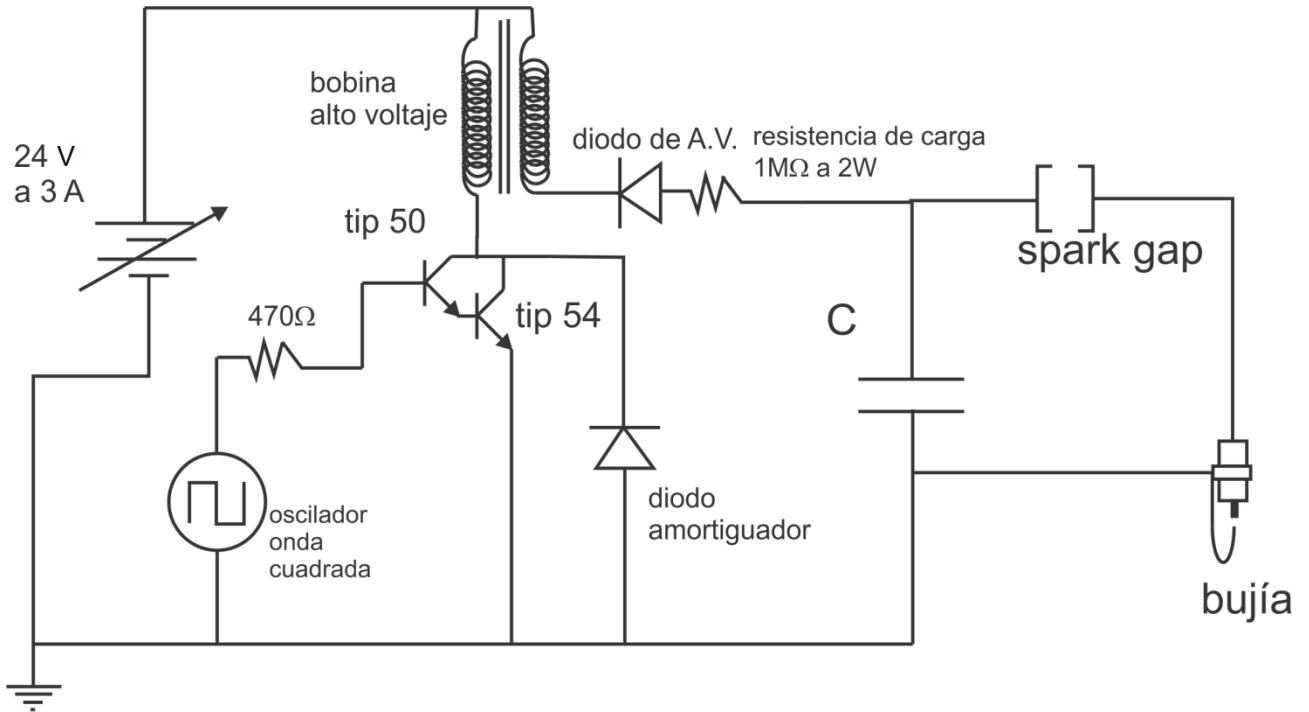 bobina
alto voltaje
diodo de A.V.
resistencia de carga
1MΩ a 2W
24 V
a 3 A
tip 50
spark gap
470Ω
tip 54
C
oscilador
onda
cuadrada
diodo
amortiguador
bujía